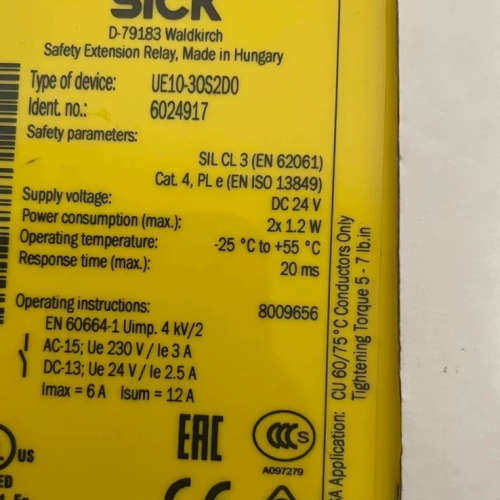 SICK
D-79183 Waldkirch
Safety Extension Relay, Made in Hungary
Type of device: UE10-3OS2D0
Ident. no.: 6024917
Safety parameters:
SIL CL 3 (EN 62061)
Cat. 4, PL e (EN ISO 13849)
Supply voltage: DC 24 V
Power consumption (max.): 2x 1.2 W
Operating temperature: -25 °C to +55 °C
Response time (max.): 20 ms
Operating instructions: 8009656
EN 60664-1 Uimp. 4 kV/2
AC-15; Ue 230 V / Ie 3 A
DC-13; Ue 24 V / Ie 2.5 A
Imax = 6 A Isum = 12 A
EAC
CCC S
A097279
UL US
Application: CU 60/75 °C Conductors Only
Tightening Torque 5 - 7 lb.in